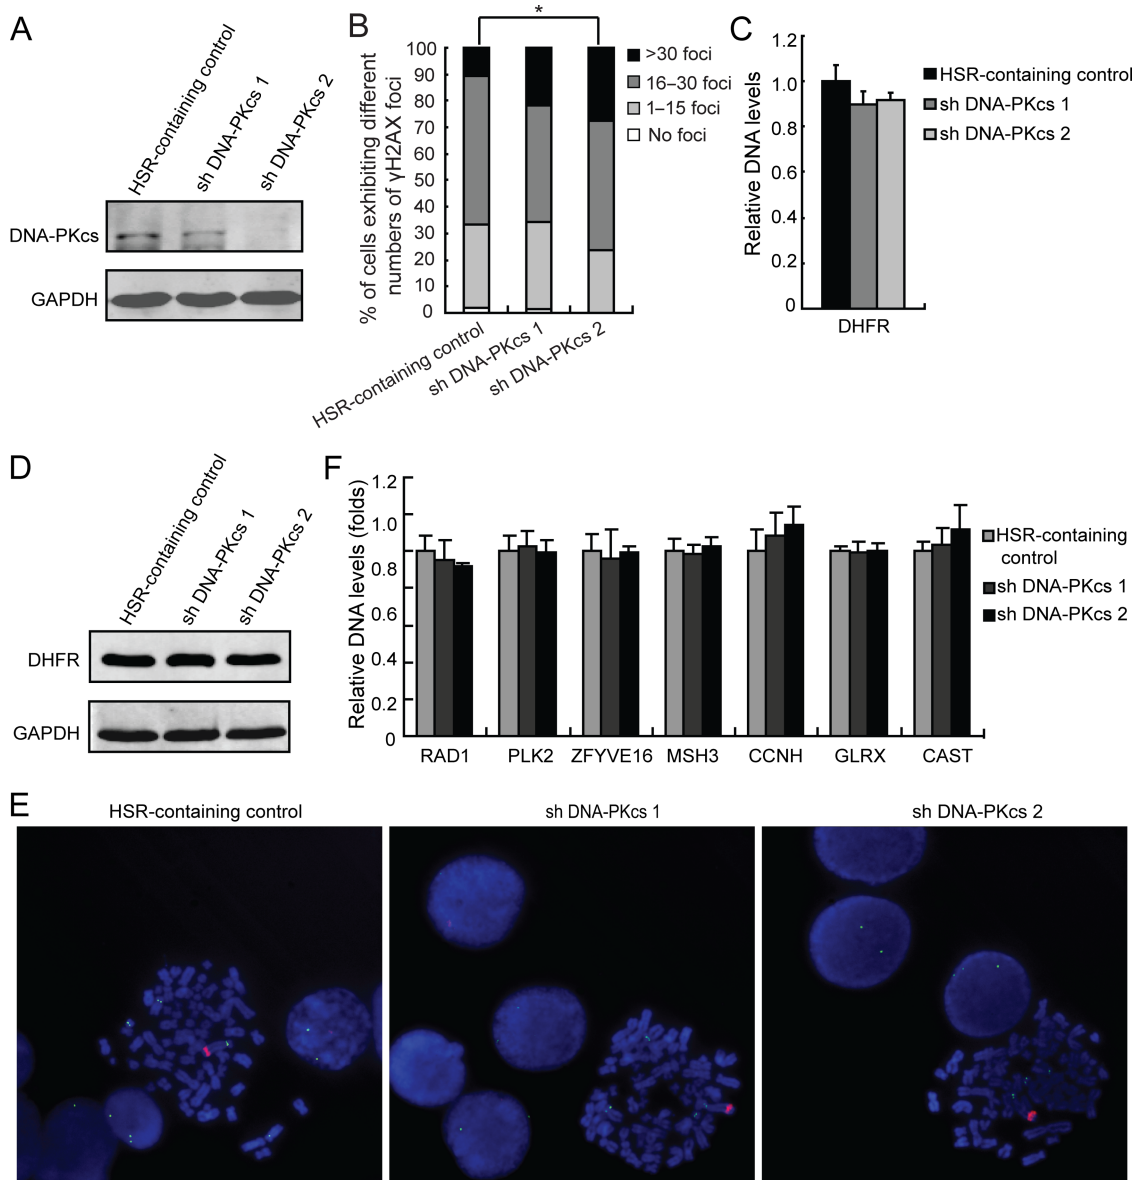 A
HSR-containing control
sh DNA-PKcs 1
sh DNA-PKcs 2
DNA-PKcs
GAPDH
B
*
% of cells exhibiting different
numbers of γH2AX foci
100
90
80
70
60
50
40
30
20
10
0
>30 foci
16–30 foci
1–15 foci
No foci
HSR-containing control
sh DNA-PKcs 1
sh DNA-PKcs 2
C
Relative DNA levels
1.2
1.0
0.8
0.6
0.4
0.2
0
DHFR
HSR-containing control
sh DNA-PKcs 1
sh DNA-PKcs 2
D
HSR-containing control
sh DNA-PKcs 1
sh DNA-PKcs 2
DHFR
GAPDH
F
Relative DNA levels (folds)
1.2
1.0
0.8
0.6
0.4
0.2
0
RAD1 PLK2 ZFYVE16 MSH3 CCNH GLRX CAST
HSR-containing
control
sh DNA-PKcs 1
sh DNA-PKcs 2
E
HSR-containing control
sh DNA-PKcs 1
sh DNA-PKcs 2